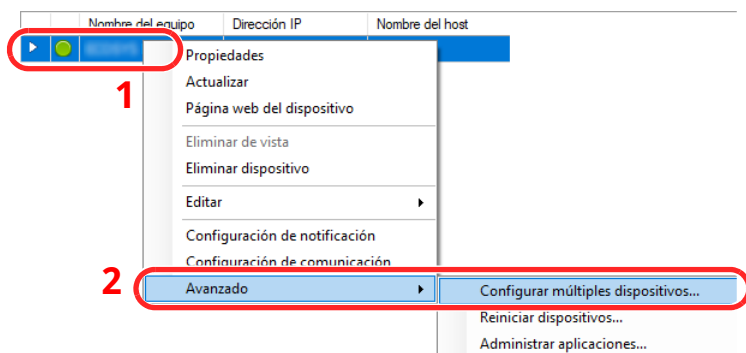 Nombre del equipo Dirección IP Nombre del host
1
Propiedades
Actualizar
Página web del dispositivo
Eliminar de vista
Eliminar dispositivo
Editar
Configuración de notificación
Configuración de comunicación
2
Avanzado
Configurar múltiples dispositivos...
Reiniciar dispositivos...
Administrar aplicaciones...